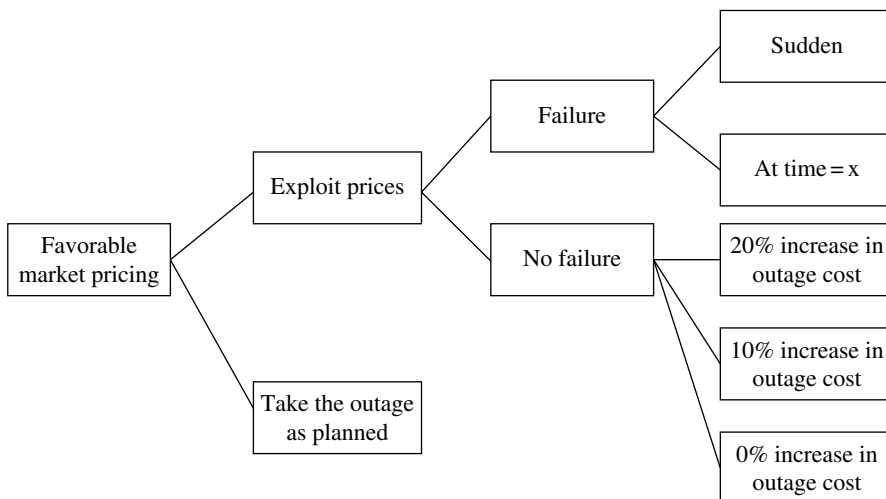 Sudden
Failure
At time = x
Exploit prices
Favorable
market pricing
No failure
20% increase in
outage cost
10% increase in
outage cost
Take the outage
as planned
0% increase in
outage cost